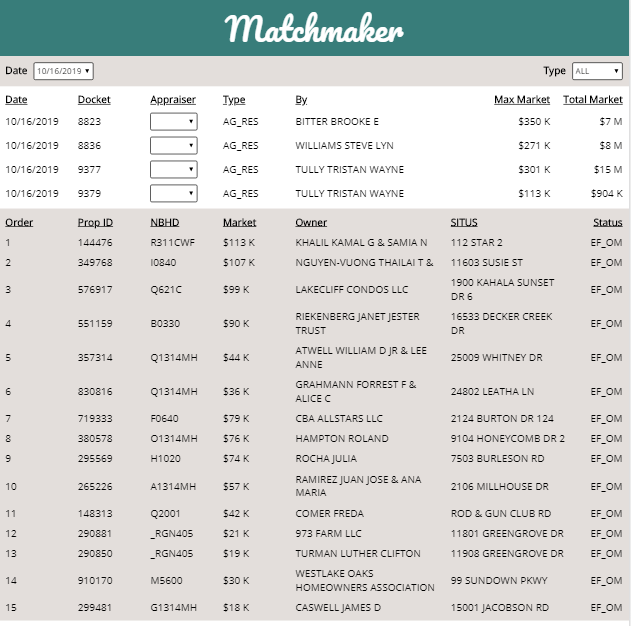 Matchmaker
Date 10/16/2019 Type ALL
Date Docket Appraiser Type By Max Market Total Market
10/16/2019 8823 AG_RES BITTER BROOKE E $350 K $7 M
10/16/2019 8836 AG_RES WILLIAMS STEVE LYN $271 K $8 M
10/16/2019 9377 AG_RES TULLY TRISTAN WAYNE $301 K $15 M
10/16/2019 9379 AG_RES TULLY TRISTAN WAYNE $113 K $904 K
Order Prop ID NBHD Market Owner SITUS Status
1 144476 R311CWF $113 K KHALIL KAMAL G & SAMIA N 112 STAR 2 EF_OM
2 349768 I0840 $107 K NGUYEN-VUONG THAILAI T & 11603 SUSIE ST EF_OM
3 576917 Q621C $99 K LAKECLIFF CONDOS LLC 1900 KAHALA SUNSET
DR 6 EF_OM
4 551159 B0330 $90 K RIEKENBERG JANET JESTER
TRUST 16533 DECKER CREEK
DR EF_OM
5 357314 Q1314MH $44 K ATWELL WILLIAM D JR & LEE
ANNE 25009 WHITNEY DR EF_OM
6 830816 Q1314MH $36 K GRAHMANN FORREST F &
ALICE C 24802 LEATHA LN EF_OM
7 719333 F0640 $79 K CBA ALLSTARS LLC 2124 BURTON DR 124 EF_OM
8 380578 O1314MH $76 K HAMPTON ROLAND 9104 HONEYCOMB DR 2 EF_OM
9 295569 H1020 $74 K ROCHA JULIA 7503 BURLESON RD EF_OM
10 265226 A1314MH $57 K RAMIREZ JUAN JOSE & ANA
MARIA 2106 MILLHOUSE DR EF_OM
11 148313 Q2001 $42 K COMER FREDA ROD & GUN CLUB RD EF_OM
12 290881 _RGN405 $21 K 973 FARM LLC 11801 GREENGROVE DR EF_OM
13 290850 _RGN405 $19 K TURMAN LUTHER CLIFTON 11908 GREENGROVE DR EF_OM
14 910170 M5600 $30 K WESTLAKE OAKS
HOMEOWNERS ASSOCIATION 99 SUNDOWN PKWY EF_OM
15 299481 G1314MH $18 K CASWELL JAMES D 15001 JACOBSON RD EF_OM